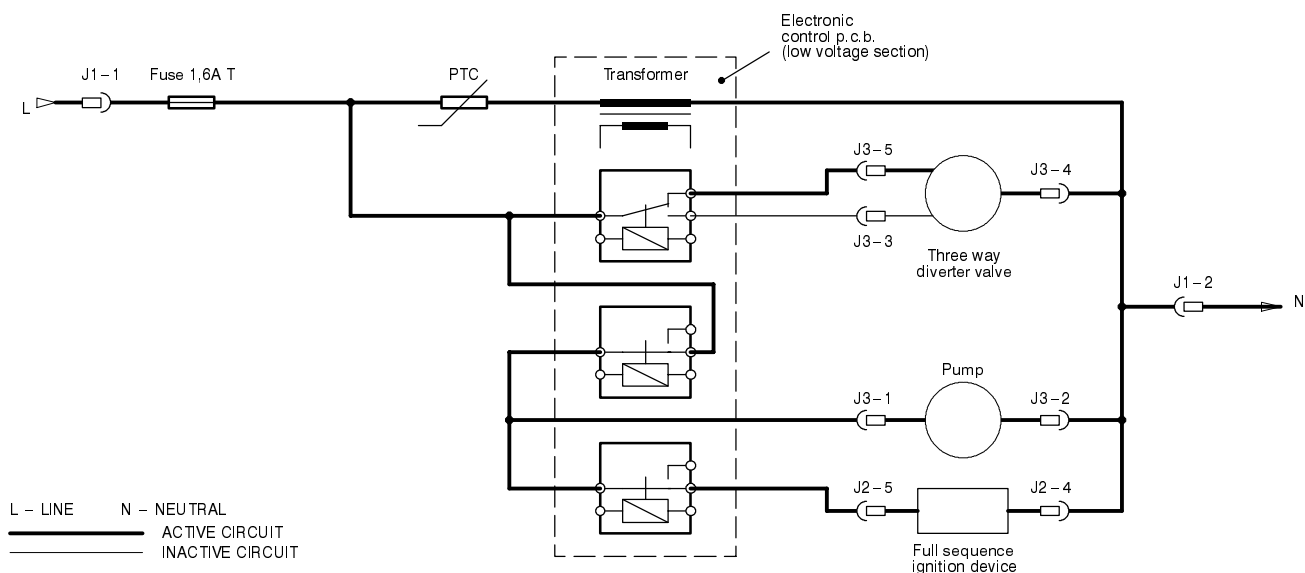 Electronic
control p.c.b.
(low voltage section)
J1-1
Fuse 1,6A T
PTC
Transformer
L
J3-5
J3-4
J3-3
Three way
diverter valve
J1-2
N
Pump
J3-1
J3-2
J2-5
J2-4
Full sequence
ignition device
L - LINE N - NEUTRAL
ACTIVE CIRCUIT
INACTIVE CIRCUIT